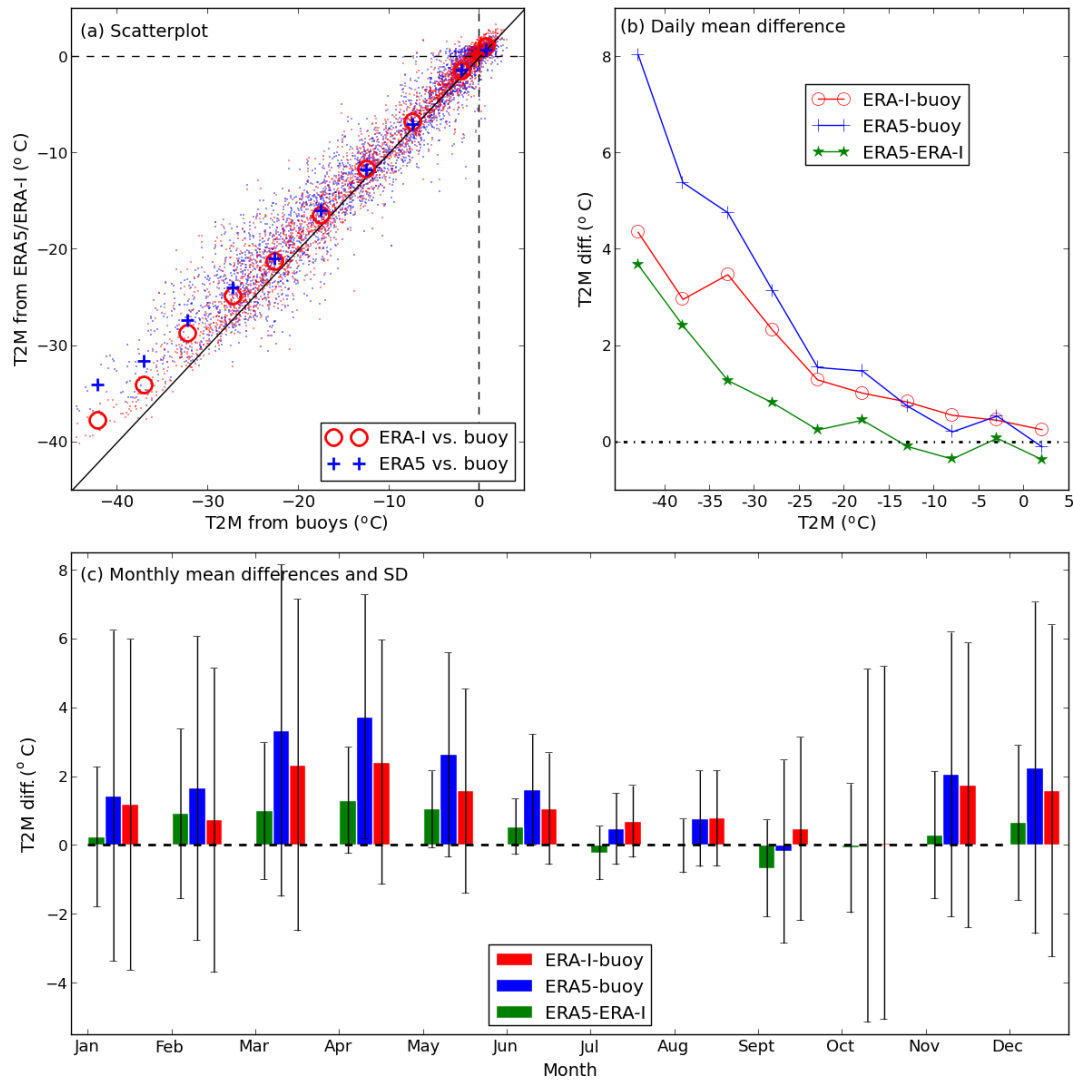 (a) Scatterplot
T2M from ERA5/ERA-I (° C)
0
−10
−20
−30
−40
ERA-I vs. buoy
ERA5 vs. buoy
−40 −30 −20 −10 0
T2M from buoys (°C)
(b) Daily mean difference
T2M diff.(° C)
8
6
4
2
0
ERA-I-buoy
ERA5-buoy
ERA5-ERA-I
-40 -35 -30 -25 -20 -15 -10 -5 0 5
T2M (°C)
(c) Monthly mean differences and SD
T2M diff.(° C)
8
6
4
2
0
−2
−4
ERA-I-buoy
ERA5-buoy
ERA5-ERA-I
Jan Feb Mar Apr May Jun Jul Aug Sept Oct Nov Dec
Month